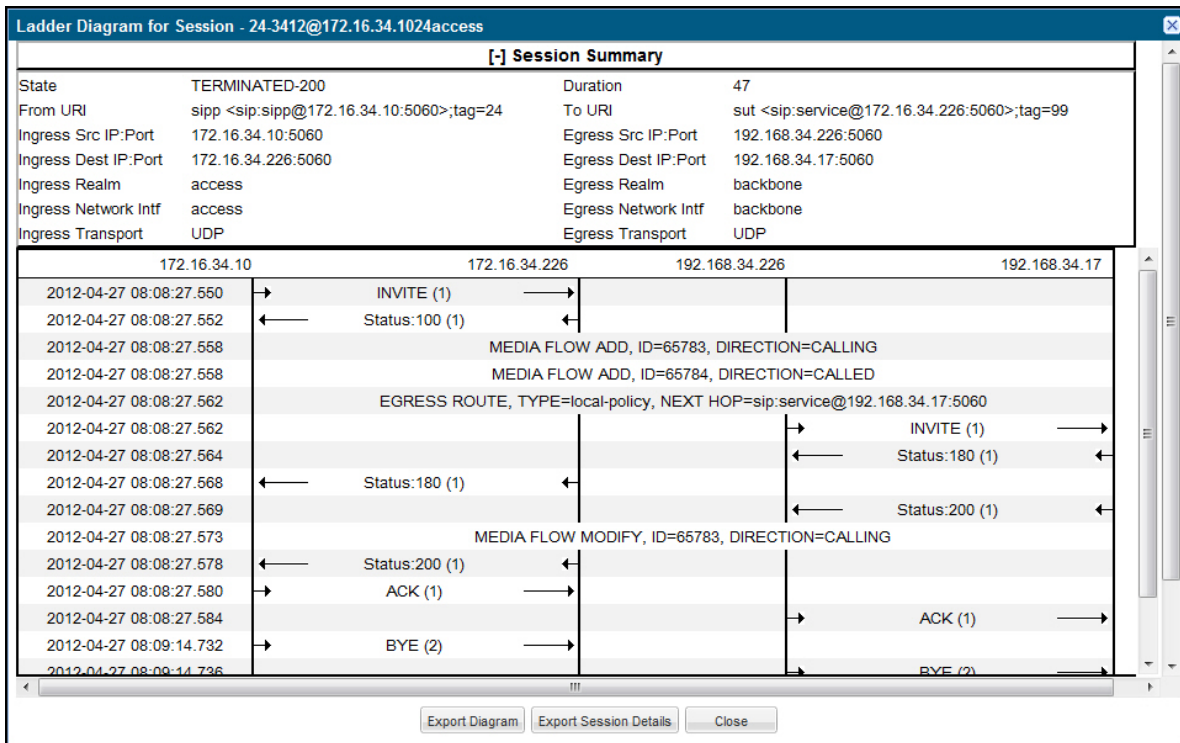 Ladder Diagram for Session - 24-3412@172.16.34.1024access
[-] Session Summary
State TERMINATED-200 Duration 47
From URI sipp <sip:sipp@172.16.34.10:5060>;tag=24 To URI sut <sip:service@172.16.34.226:5060>;tag=99
Ingress Src IP:Port 172.16.34.10:5060 Egress Src IP:Port 192.168.34.226:5060
Ingress Dest IP:Port 172.16.34.226:5060 Egress Dest IP:Port 192.168.34.17:5060
Ingress Realm access Egress Realm backbone
Ingress Network Intf access Egress Network Intf backbone
Ingress Transport UDP Egress Transport UDP
172.16.34.10 172.16.34.226 192.168.34.226 192.168.34.17
2012-04-27 08:08:27.550 INVITE (1)
2012-04-27 08:08:27.552 Status:100 (1)
2012-04-27 08:08:27.558 MEDIA FLOW ADD, ID=65783, DIRECTION=CALLING
2012-04-27 08:08:27.558 MEDIA FLOW ADD, ID=65784, DIRECTION=CALLED
2012-04-27 08:08:27.562 EGRESS ROUTE, TYPE=local-policy, NEXT HOP=sip:service@192.168.34.17:5060
2012-04-27 08:08:27.562 INVITE (1)
2012-04-27 08:08:27.564 Status:180 (1)
2012-04-27 08:08:27.568 Status:180 (1)
2012-04-27 08:08:27.569 Status:200 (1)
2012-04-27 08:08:27.573 MEDIA FLOW MODIFY, ID=65783, DIRECTION=CALLING
2012-04-27 08:08:27.578 Status:200 (1)
2012-04-27 08:08:27.580 ACK (1)
2012-04-27 08:08:27.584 ACK (1)
2012-04-27 08:09:14.732 BYE (2)
2012-04-27 08:09:14.736 BYE (2)
Export Diagram Export Session Details Close